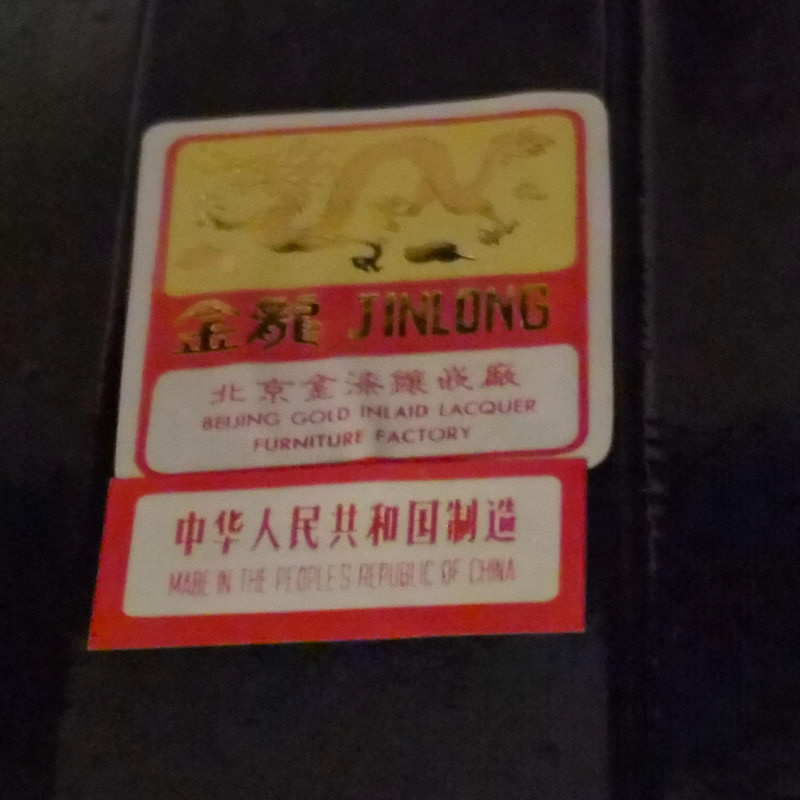 金龍 JINLONG
北京金漆鑲嵌廠
BEIJING GOLD INLAID LACQUER
FURNITURE FACTORY
中华人民共和国制造
MADE IN THE PEOPLE'S REPUBLIC OF CHINA